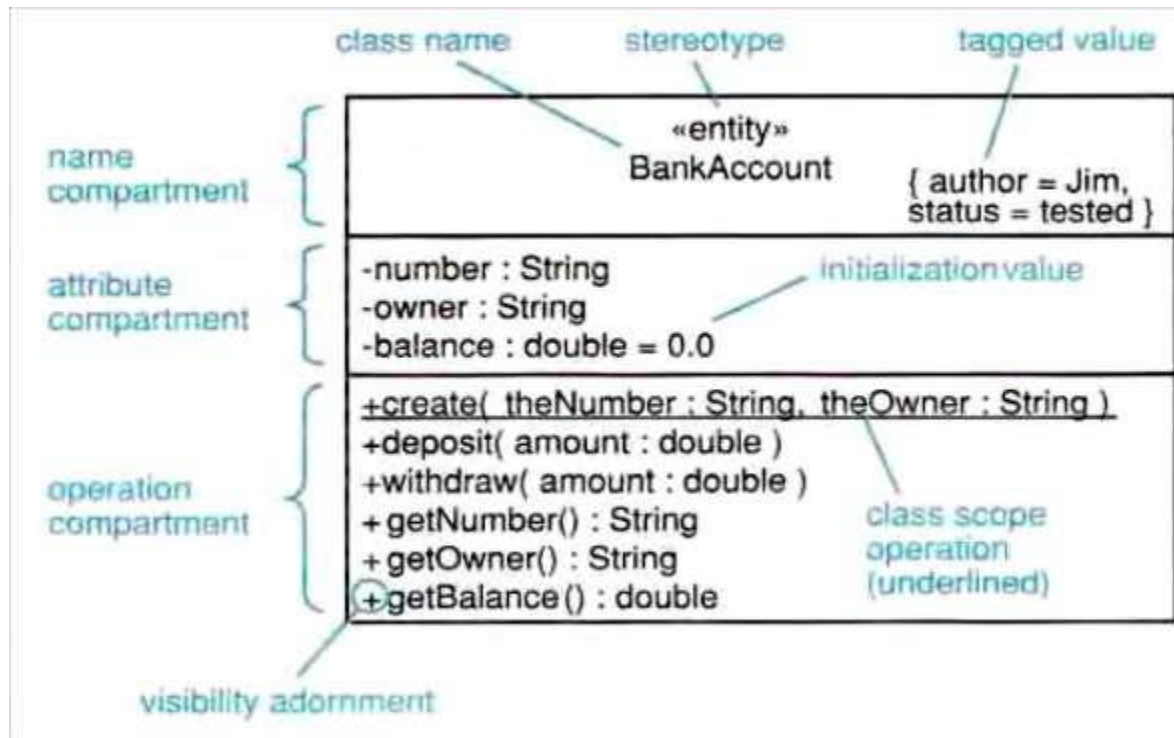 class name
stereotype
tagged value
«entity»
BankAccount
{ author = Jim,
status = tested }
name
compartment
attribute
compartment
-number : String
-owner : String
-balance : double = 0.0
initialization value
operation
compartment
+create( theNumber : String, theOwner : String )
+deposit( amount : double )
+withdraw( amount : double )
+getNumber() : String
+getOwner() : String
+getBalance() : double
class scope
operation
(underlined)
visibility adornment